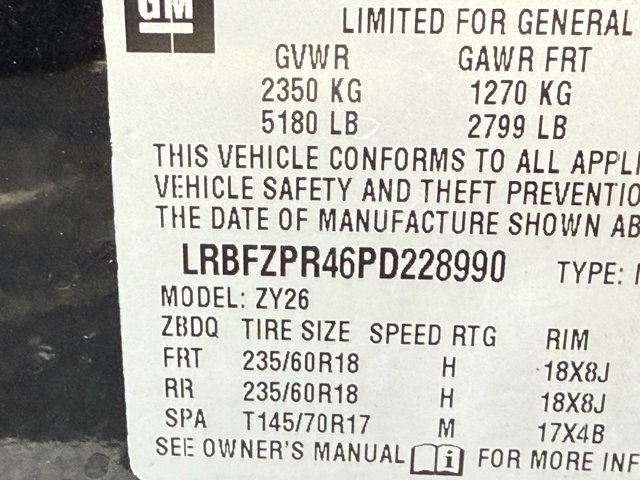 GM
LIMITED FOR GENERAL
GVWR GAWR FRT
2350 KG 1270 KG
5180 LB 2799 LB
THIS VEHICLE CONFORMS TO ALL APPLI
VEHICLE SAFETY AND THEFT PREVENTIO
THE DATE OF MANUFACTURE SHOWN AB
LRBFZPR46PD228990 TYPE:
MODEL: ZY26
ZBDQ TIRE SIZE SPEED RTG RIM
FRT 235/60R18 H 18X8J
RR 235/60R18 H 18X8J
SPA T145/70R17 M 17X4B
SEE OWNER'S MANUAL i FOR MORE INF